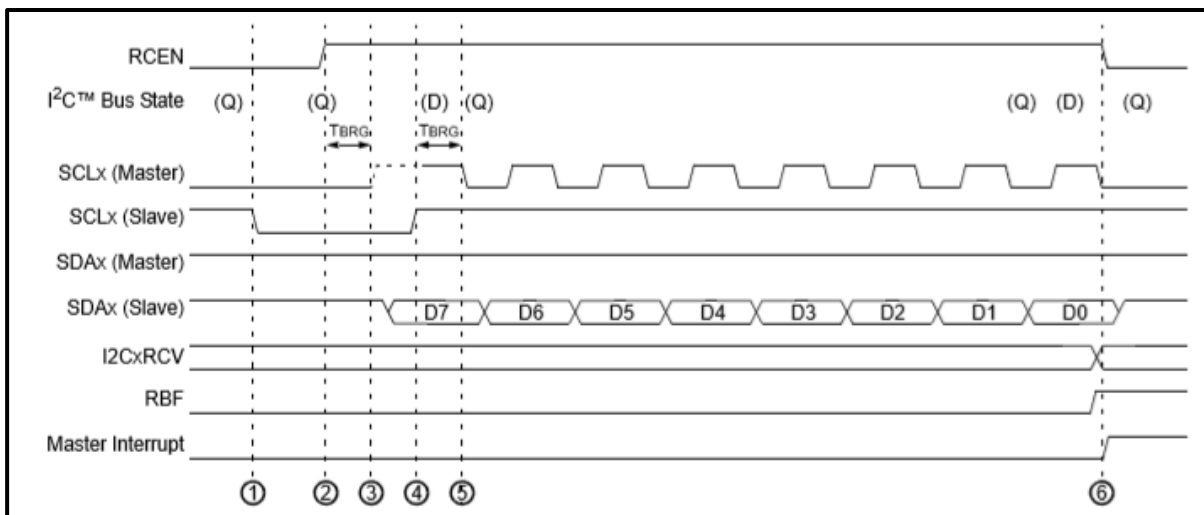 RCEN
I²C™ Bus State (Q) (Q) (D) (Q) (Q) (D) (Q)
TBRG TBRG
SCLx (Master)
SCLx (Slave)
SDAx (Master)
SDAx (Slave) D7 D6 D5 D4 D3 D2 D1 D0
I2CxRCV
RBF
Master Interrupt
① ② ③ ④ ⑤ ⑥